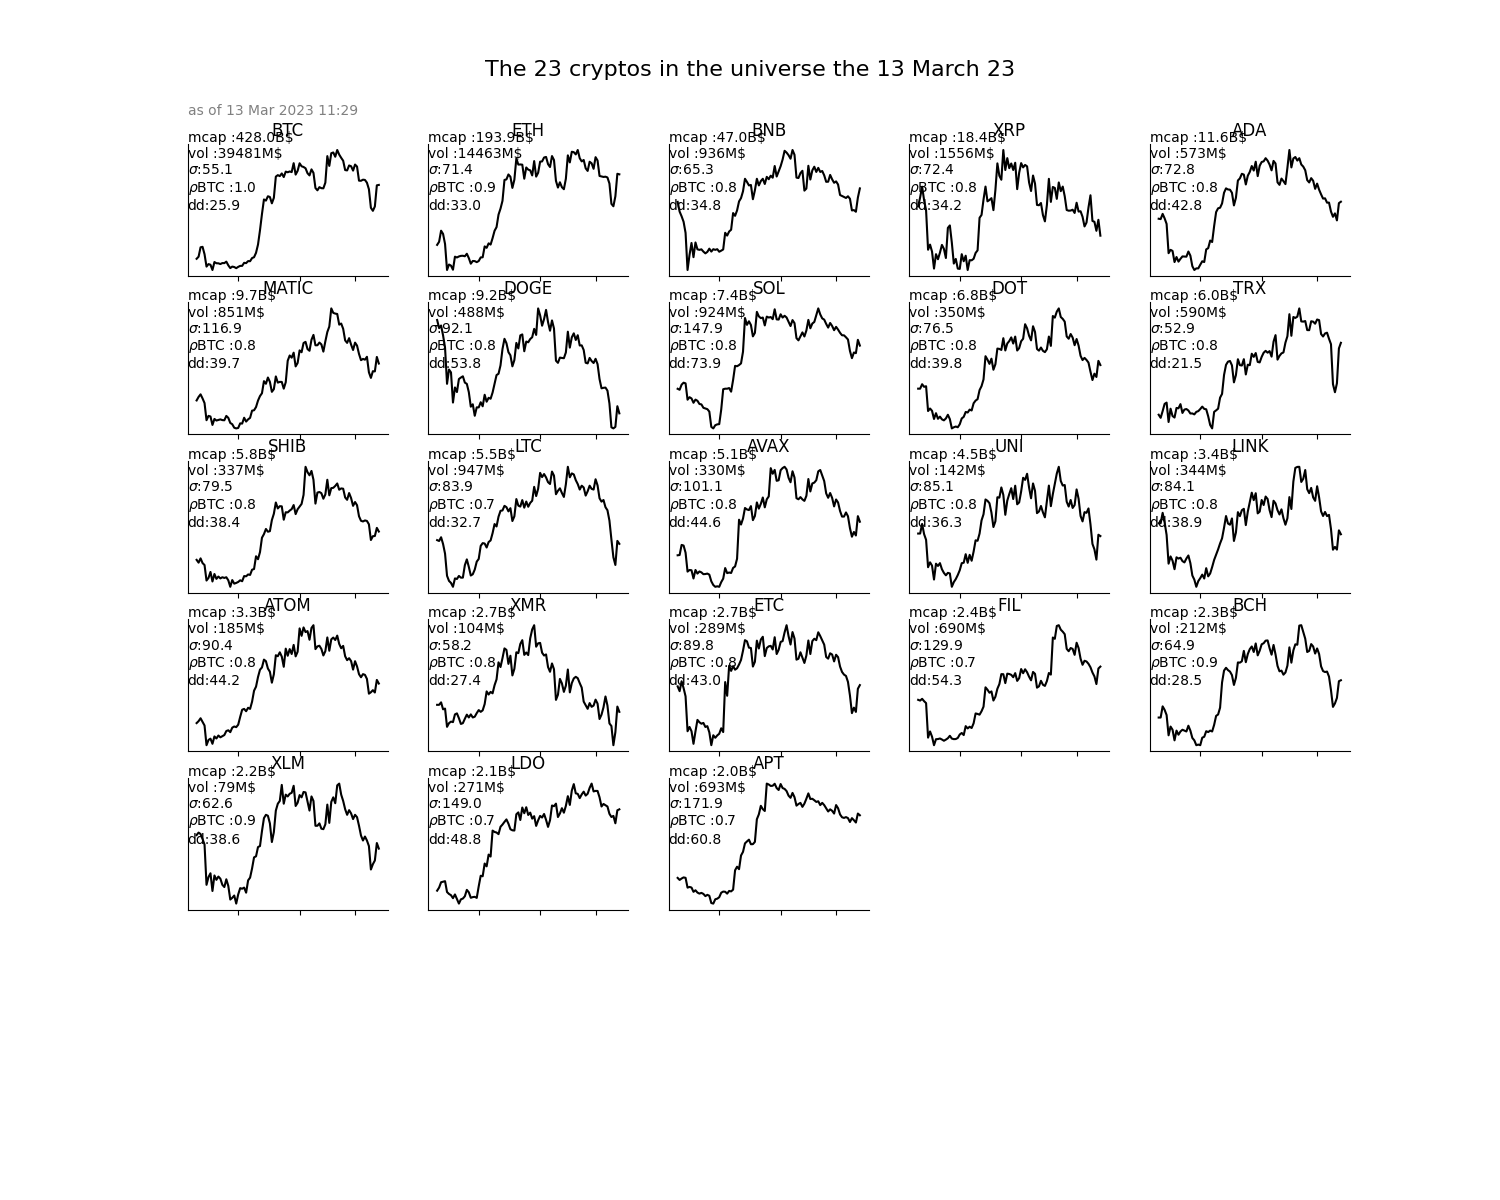 The 23 cryptos in the universe the 13 March 23
as of 13 Mar 2023 11:29
BTC
mcap :428.0B$
vol :39481M$
σ:55.1
ρBTC :1.0
dd:25.9
ETH
mcap :193.9B$
vol :14463M$
σ:71.4
ρBTC :0.9
dd:33.0
BNB
mcap :47.0B$
vol :936M$
σ:65.3
ρBTC :0.8
dd:34.8
XRP
mcap :18.4B$
vol :1556M$
σ:72.4
ρBTC :0.8
dd:34.2
ADA
mcap :11.6B$
vol :573M$
σ:72.8
ρBTC :0.8
dd:42.8
MATIC
mcap :9.7B$
vol :851M$
σ:116.9
ρBTC :0.8
dd:39.7
DOGE
mcap :9.2B$
vol :488M$
σ:92.1
ρBTC :0.8
dd:53.8
SOL
mcap :7.4B$
vol :924M$
σ:147.9
ρBTC :0.8
dd:73.9
DOT
mcap :6.8B$
vol :350M$
σ:76.5
ρBTC :0.8
dd:39.8
TRX
mcap :6.0B$
vol :590M$
σ:52.9
ρBTC :0.8
dd:21.5
SHIB
mcap :5.8B$
vol :337M$
σ:79.5
ρBTC :0.8
dd:38.4
LTC
mcap :5.5B$
vol :947M$
σ:83.9
ρBTC :0.7
dd:32.7
AVAX
mcap :5.1B$
vol :330M$
σ:101.1
ρBTC :0.8
dd:44.6
UNI
mcap :4.5B$
vol :142M$
σ:85.1
ρBTC :0.8
dd:36.3
LINK
mcap :3.4B$
vol :344M$
σ:84.1
ρBTC :0.8
dd:38.9
ATOM
mcap :3.3B$
vol :185M$
σ:90.4
ρBTC :0.8
dd:44.2
XMR
mcap :2.7B$
vol :104M$
σ:58.2
ρBTC :0.8
dd:27.4
ETC
mcap :2.7B$
vol :289M$
σ:89.8
ρBTC :0.8
dd:43.0
FIL
mcap :2.4B$
vol :690M$
σ:129.9
ρBTC :0.7
dd:54.3
BCH
mcap :2.3B$
vol :212M$
σ:64.9
ρBTC :0.9
dd:28.5
XLM
mcap :2.2B$
vol :79M$
σ:62.6
ρBTC :0.9
dd:38.6
LDO
mcap :2.1B$
vol :271M$
σ:149.0
ρBTC :0.7
dd:48.8
APT
mcap :2.0B$
vol :693M$
σ:171.9
ρBTC :0.7
dd:60.8